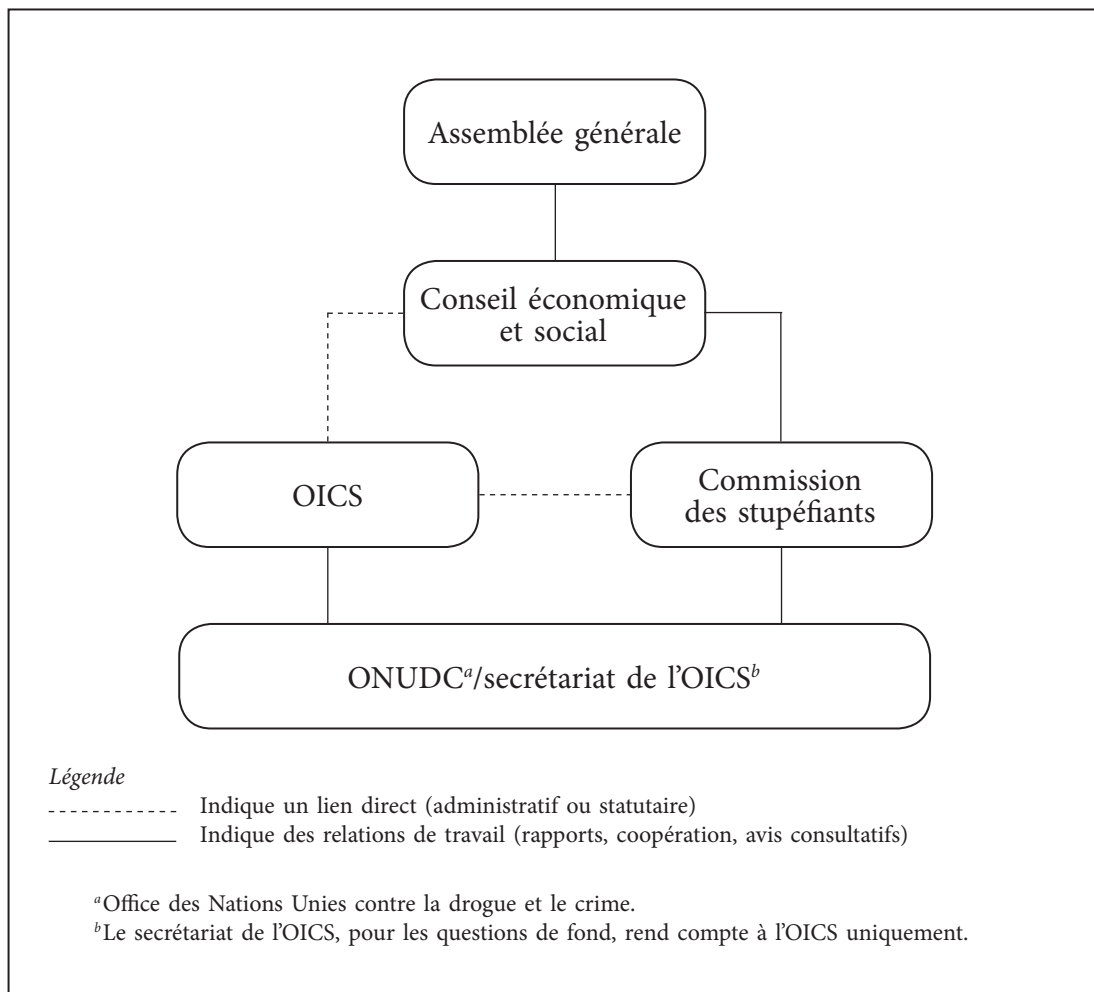 Assemblée générale
Conseil économique
et social
OICS
Commission
des stupéfiants
ONUDCa/secrétariat de l'OICSb
Légende
Indique un lien direct (administratif ou statutaire)
Indique des relations de travail (rapports, coopération, avis consultatifs)
aOffice des Nations Unies contre la drogue et le crime.
bLe secrétariat de l'OICS, pour les questions de fond, rend compte à l'OICS uniquement.